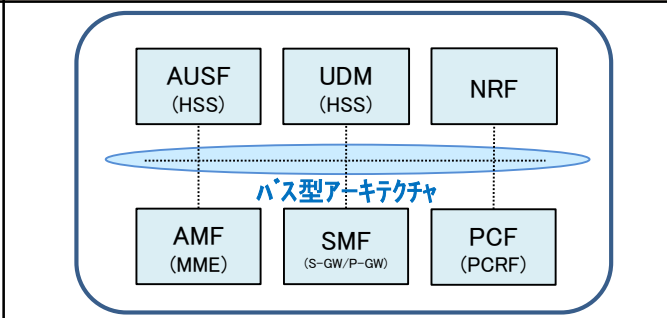 AUSF
(HSS)
UDM
(HSS)
NRF
バス型アーキテクチャ
AMF
(MME)
SMF
(S-GW/P-GW)
PCF
(PCRF)